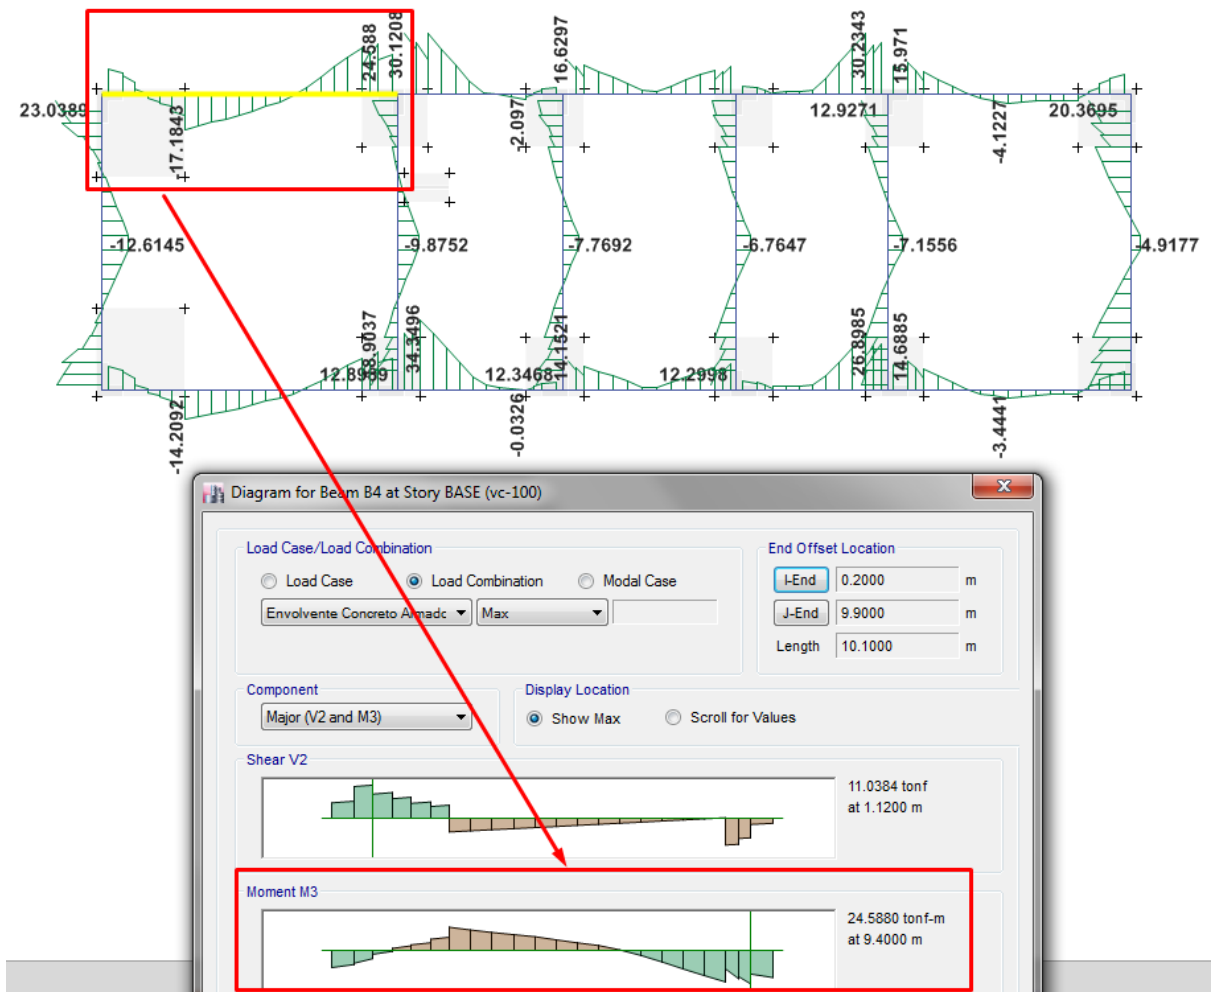 24.588
30.1208
16.6297
30.2343
15.971
23.0389
-17.1843
-2.097
12.9271
-4.1227
20.3695
-12.6145
-9.8752
-7.7692
-6.7647
-7.1556
-4.9177
34.3496
14.1521
26.8985
14.6885
12.3468
12.2998
-14.2092
-0.0326
-3.4441
Diagram for Beam B4 at Story BASE (vc-100)
Load Case/Load Combination
End Offset Location
Load Case
Load Combination
Modal Case
I-End
0.2000
m
Envolvente Concreto Armadc
Max
J-End
9.9000
m
Length
10.1000
m
Component
Display Location
Major (V2 and M3)
Show Max
Scroll for Values
Shear V2
11.0384 tonf
at 1.1200 m
Moment M3
24.5880 tonf-m
at 9.4000 m